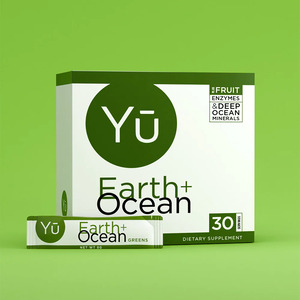 Yū
FRUIT
ENZYMES
& DEEP
OCEAN
MINERALS
Earth+
Ocean
30
DIETARY SUPPLEMENT
Yū
Earth+
Ocean
GREENS